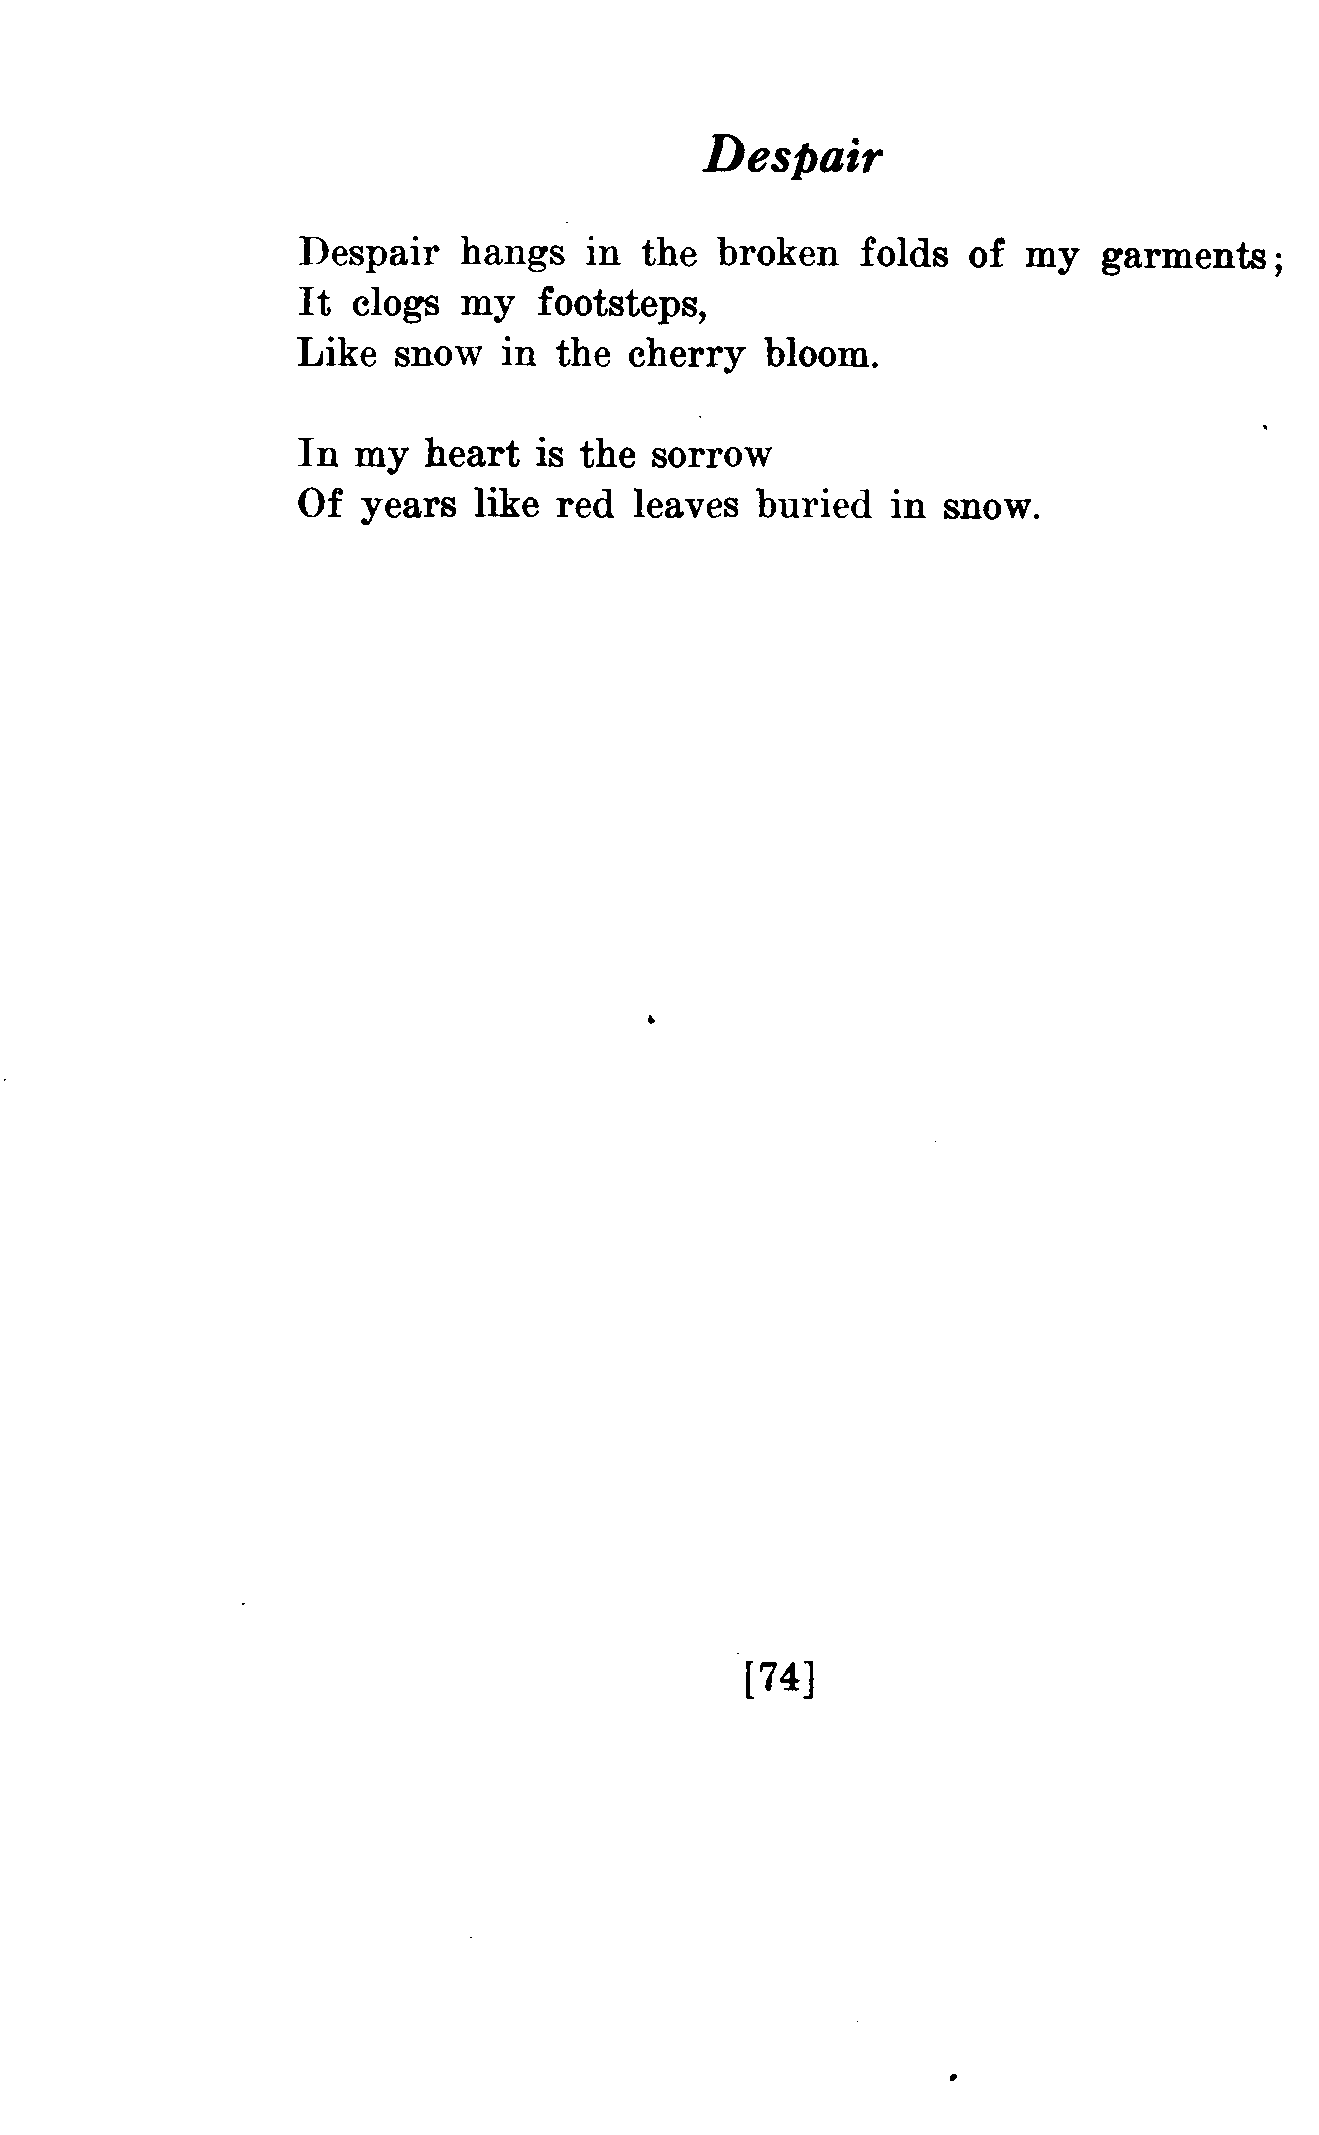 Despair
Despair hangs in the broken folds of my garments;
It clogs my footsteps,
Like snow in the cherry bloom.
In my heart is the sorrow
Of years like red leaves buried in snow.
[74]